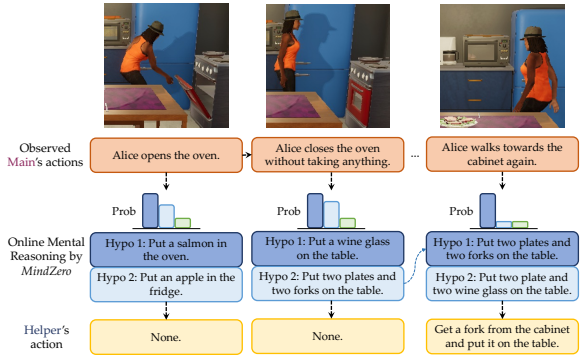 Observed
Main's actions
Alice opens the oven.
Alice closes the oven
without taking anything.
...
Alice walks towards the
cabinet again.
Prob
Prob
Prob
Online Mental
Reasoning by
MindZero
Hypo 1: Put a salmon in
the oven.
Hypo 2: Put an apple in the
fridge.
Hypo 1: Put a wine glass
on the table.
Hypo 2: Put two plates and
two forks on the table.
Hypo 1: Put two plates and
two forks on the table.
Hypo 2: Put two plate and
two wine glass on the table.
Helper's
action
None.
None.
Get a fork from the cabinet
and put it on the table.